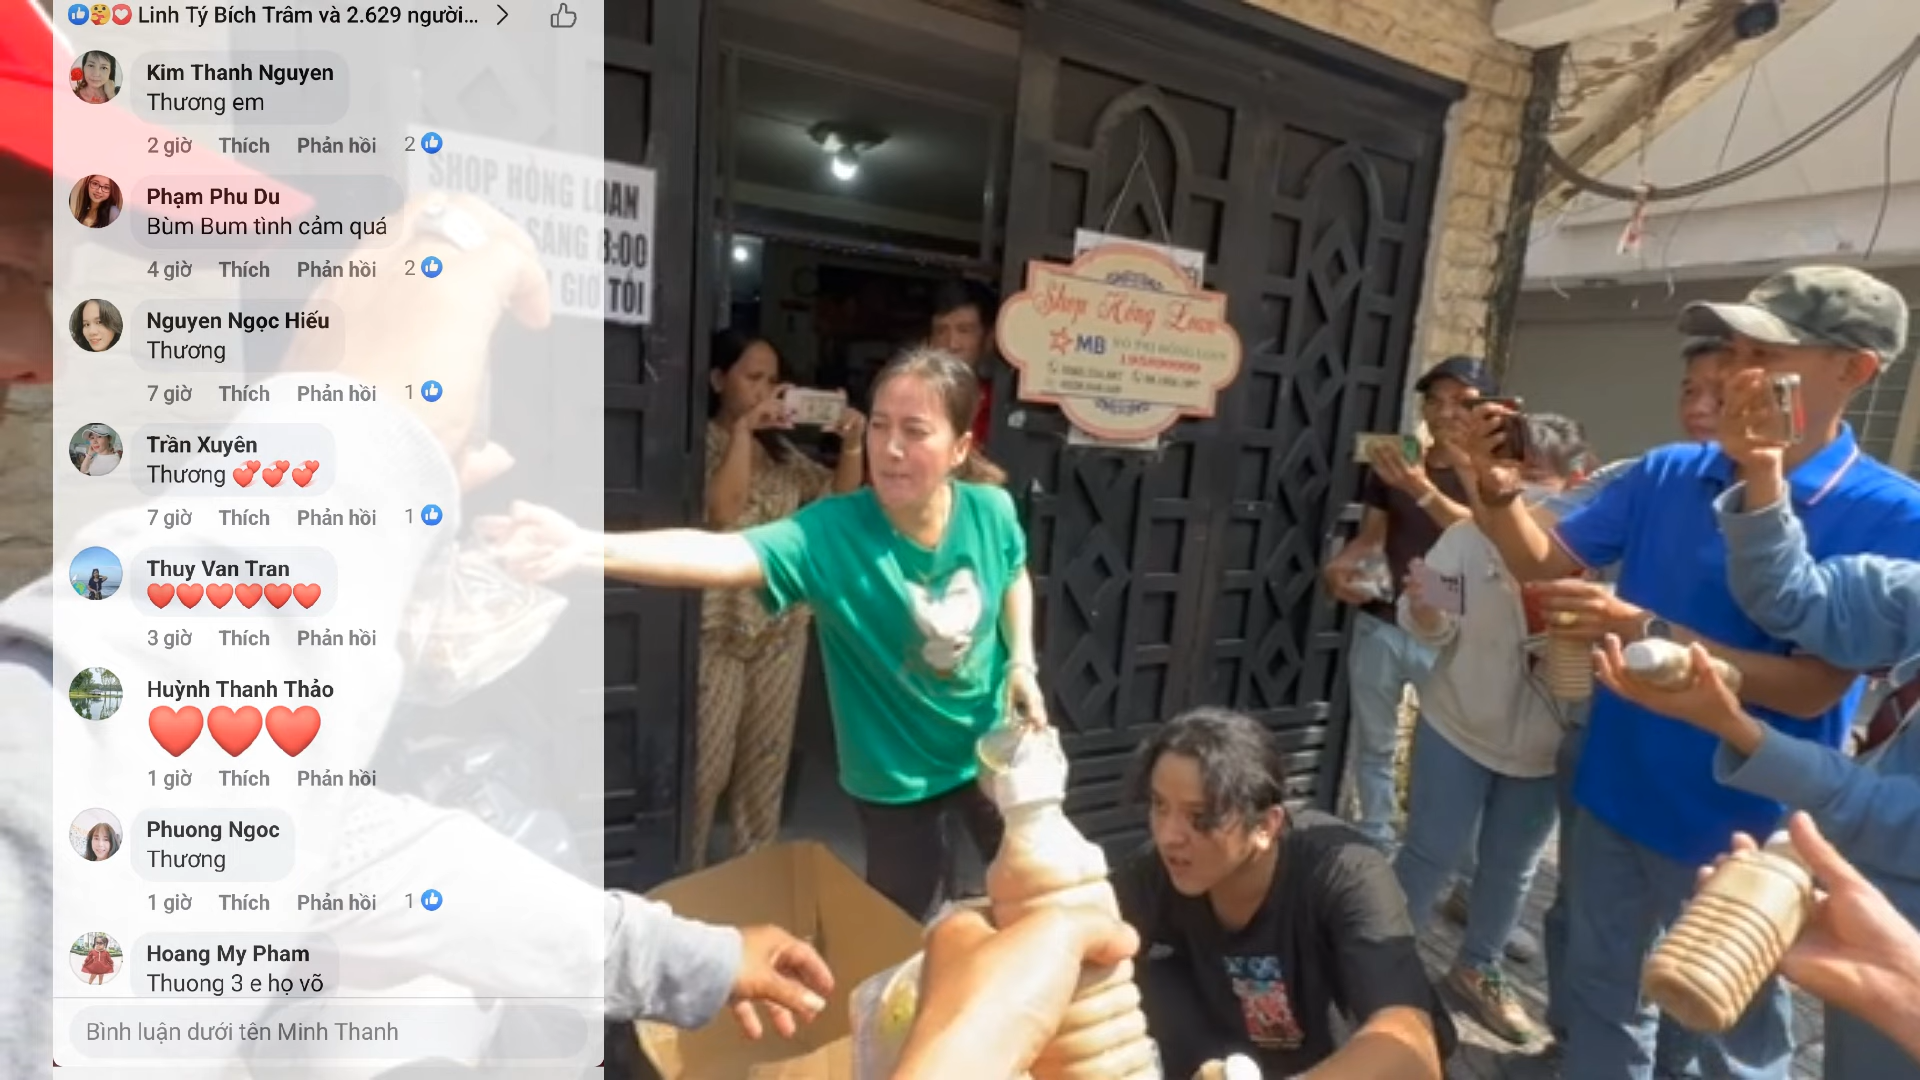 Linh Tý Bích Trâm và 2.629 người...
Kim Thanh Nguyen
Thương em
2 giờ Thích Phản hồi 2
Phạm Phu Du
Bùm Bum tình cảm quá
4 giờ Thích Phản hồi 2
Nguyen Ngọc Hiếu
Thương
7 giờ Thích Phản hồi 1
Trần Xuyên
Thương 💞💞💞
7 giờ Thích Phản hồi 1
Thuy Van Tran
❤️❤️❤️❤️❤️❤️
3 giờ Thích Phản hồi
Huỳnh Thanh Thảo
❤️❤️❤️
1 giờ Thích Phản hồi
Phuong Ngoc
Thương
1 giờ Thích Phản hồi 1
Hoang My Pham
Thuong 3 e họ võ
Bình luận dưới tên Minh Thanh
SHOP HỒNG LOAN
SÁNG 8:00
GIỜ TỐI
Shop Hồng Loan
MB VÕ THỊ HỒNG LOAN